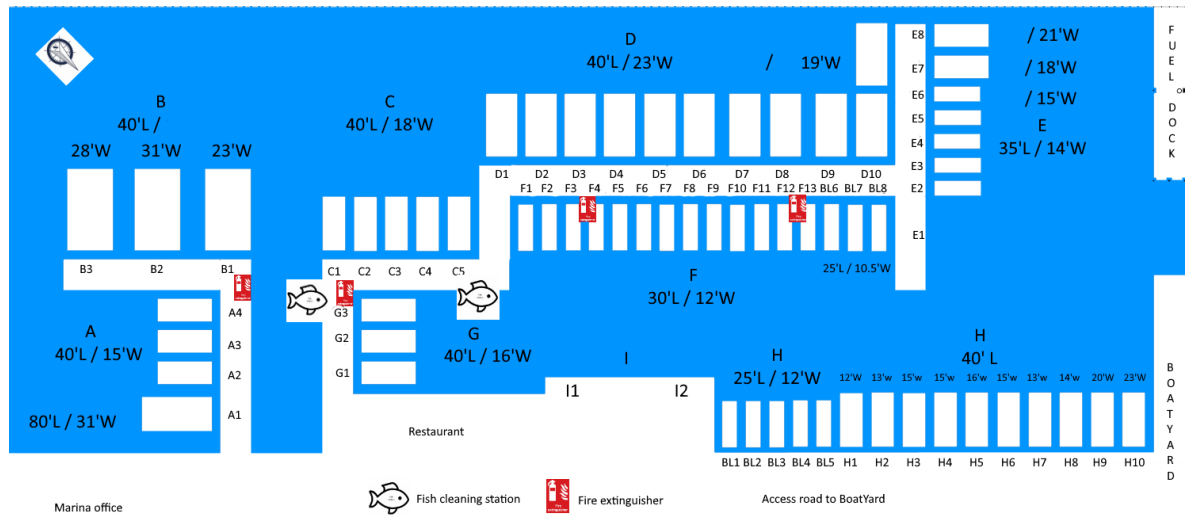 D
40'L / 23'W / 19'W
E8 / 21'W
E7 / 18'W
E6 / 15'W
E5
E
E4 35'L / 14'W
E3
E2
E1
FUEL DOCK
B
40'L /
28'W 31'W 23'W
C
40'L / 18'W
D1 D2 D3 D4 D5 D6 D7 D8 D9 D10
F1 F2 F3 F4 F5 F6 F7 F8 F9 F10 F11 F12 F13 BL6 BL7 BL8
25'L / 10.5'W
F
30'L / 12'W
B3 B2 B1
C1 C2 C3 C4 C5
A4
A
40'L / 15'W
A3
A2
80'L / 31'W A1
G3
G2
G1
G
40'L / 16'W
I
I1 I2
H
25'L / 12'W
H
40' L
12'W 13'w 15'w 15'w 16'w 15'w 13'w 14'w 20'W 23'W
BL1 BL2 BL3 BL4 BL5 H1 H2 H3 H4 H5 H6 H7 H8 H9 H10
BOATYARD
Restaurant
Marina office
Fish cleaning station
Fire extinguisher
Access road to BoatYard